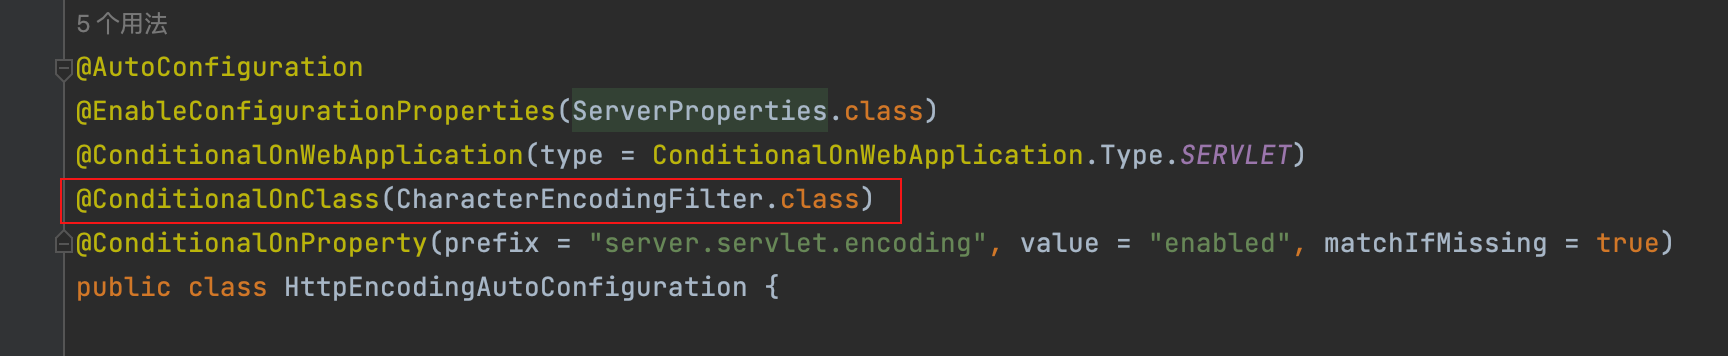 5 个用法
@AutoConfiguration
@EnableConfigurationProperties(ServerProperties.class)
@ConditionalOnWebApplication(type = ConditionalOnWebApplication.Type.SERVLET)
@ConditionalOnClass(CharacterEncodingFilter.class)
@ConditionalOnProperty(prefix = "server.servlet.encoding", value = "enabled", matchIfMissing = true)
public class HttpEncodingAutoConfiguration {